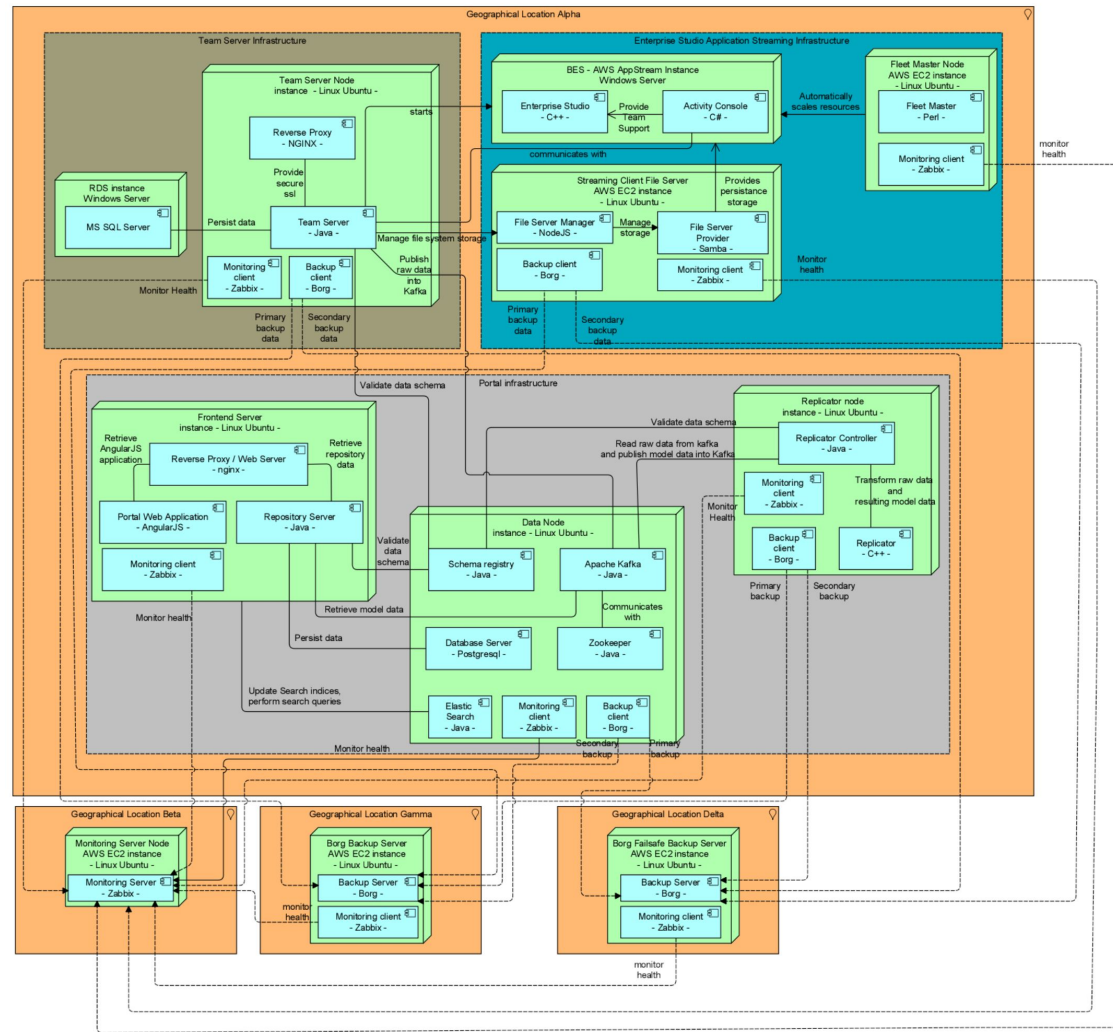 Geographical Location Alpha
Team Server Infrastructure
Team Server Node
instance - Linux Ubuntu -
Reverse Proxy
- NGINX -
Provide
secure
ssl
RDS instance
Windows Server
MS SQL Server
Persist data
Team Server
- Java -
Monitoring
client
- Zabbix -
Backup
client
- Borg -
Monitor Health
Primary
backup
data
Secondary
backup data
Publish
raw data
into
Kafka
starts
communicates with
Manage file system storage
Enterprise Studio Application Streaming Infrastructure
BES - AWS AppStream Instance
Windows Server
Enterprise Studio
- C++ -
Provide
Team
Support
Activity Console
- C# -
Automatically
scales resources
Fleet Master Node
AWS EC2 instance
- Linux Ubuntu -
Fleet Master
- Perl -
Monitoring client
- Zabbix -
monitor
health
Streaming Client File Server
AWS EC2 instance
- Linux Ubuntu -
Provides
persistance
storage
File Server Manager
- NodeJS -
Manage
storage
File Server
Provider
- Samba -
Backup client
- Borg -
Monitoring client
- Zabbix -
Monitor
health
Primary
backup
data
Secondary
backup data
Validate data schema
Portal infrastructure
Frontend Server
instance - Linux Ubuntu -
Retrieve
AngularJS
application
Reverse Proxy / Web Server
- nginx -
Retrieve
repository
data
Portal Web Application
- AngularJS -
Repository Server
- Java -
Monitoring client
- Zabbix -
Monitor health
Validate
data
schema
Retrieve model data
Persist data
Update Search indices,
perform search queries
Data Node
instance - Linux Ubuntu -
Schema registry
- Java -
Apache Kafka
- Java -
Communicates
with
Database Server
- Postgresql -
Zookeeper
- Java -
Elastic
Search
- Java -
Monitoring
client
- Zabbix -
Backup
client
- Borg -
Monitor health
Secondary
backup
Primary
backup
Validate data schema
Read raw data from kafka
and publish model data into Kafka
Replicator node
instance - Linux Ubuntu -
Replicator Controller
- Java -
Transform raw data
and
resulting model data
Monitoring
client
- Zabbix -
Monitor
Health
Backup
client
- Borg -
Replicator
- C++ -
Primary
backup
Secondary
backup
Geographical Location Beta
Monitoring Server Node
AWS EC2 instance
- Linux Ubuntu -
Monitoring Server
- Zabbix -
Geographical Location Gamma
Borg Backup Server
AWS EC2 instance
- Linux Ubuntu -
Backup Server
- Borg -
monitor
health
Monitoring client
- Zabbix -
Geographical Location Delta
Borg Failsafe Backup Server
AWS EC2 instance
- Linux Ubuntu -
Backup Server
- Borg -
Monitoring client
- Zabbix -
monitor
health